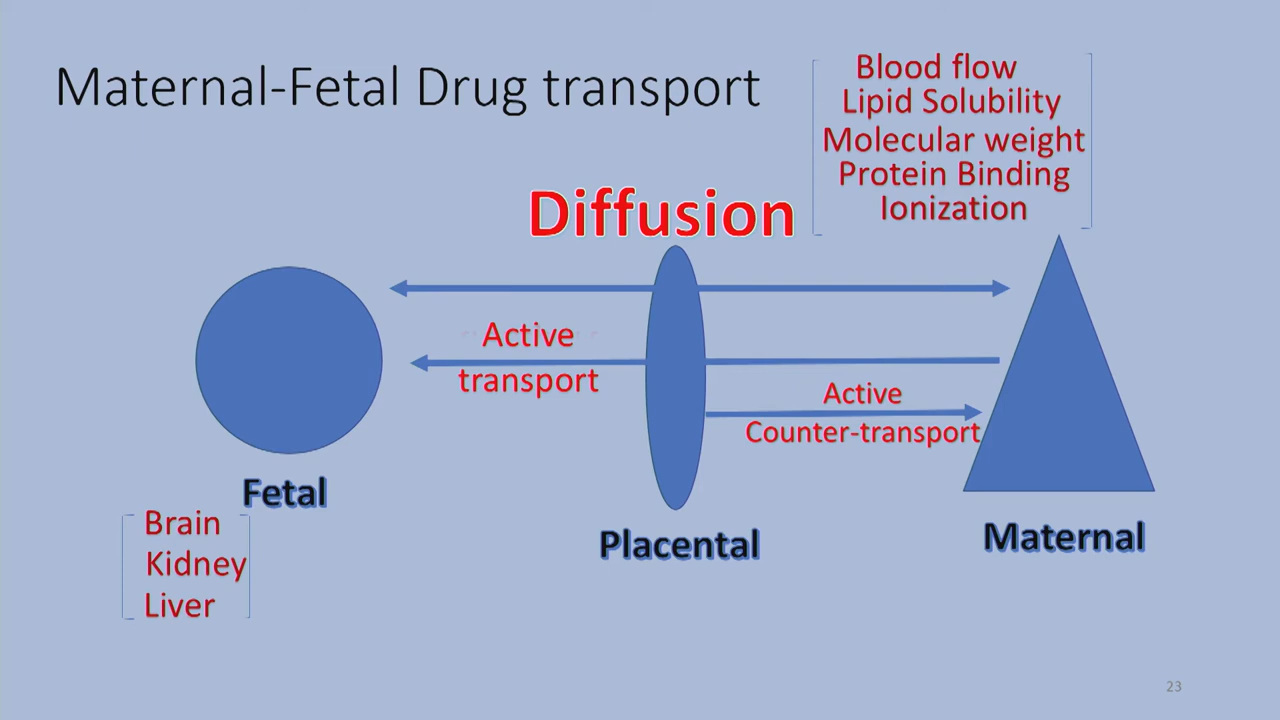 Maternal-Fetal Drug transport
Blood flow
Lipid Solubility
Molecular weight
Protein Binding
Ionization
Diffusion
Active
transport
Active
Counter-transport
Fetal
Brain
Kidney
Liver
Placental
Maternal
23